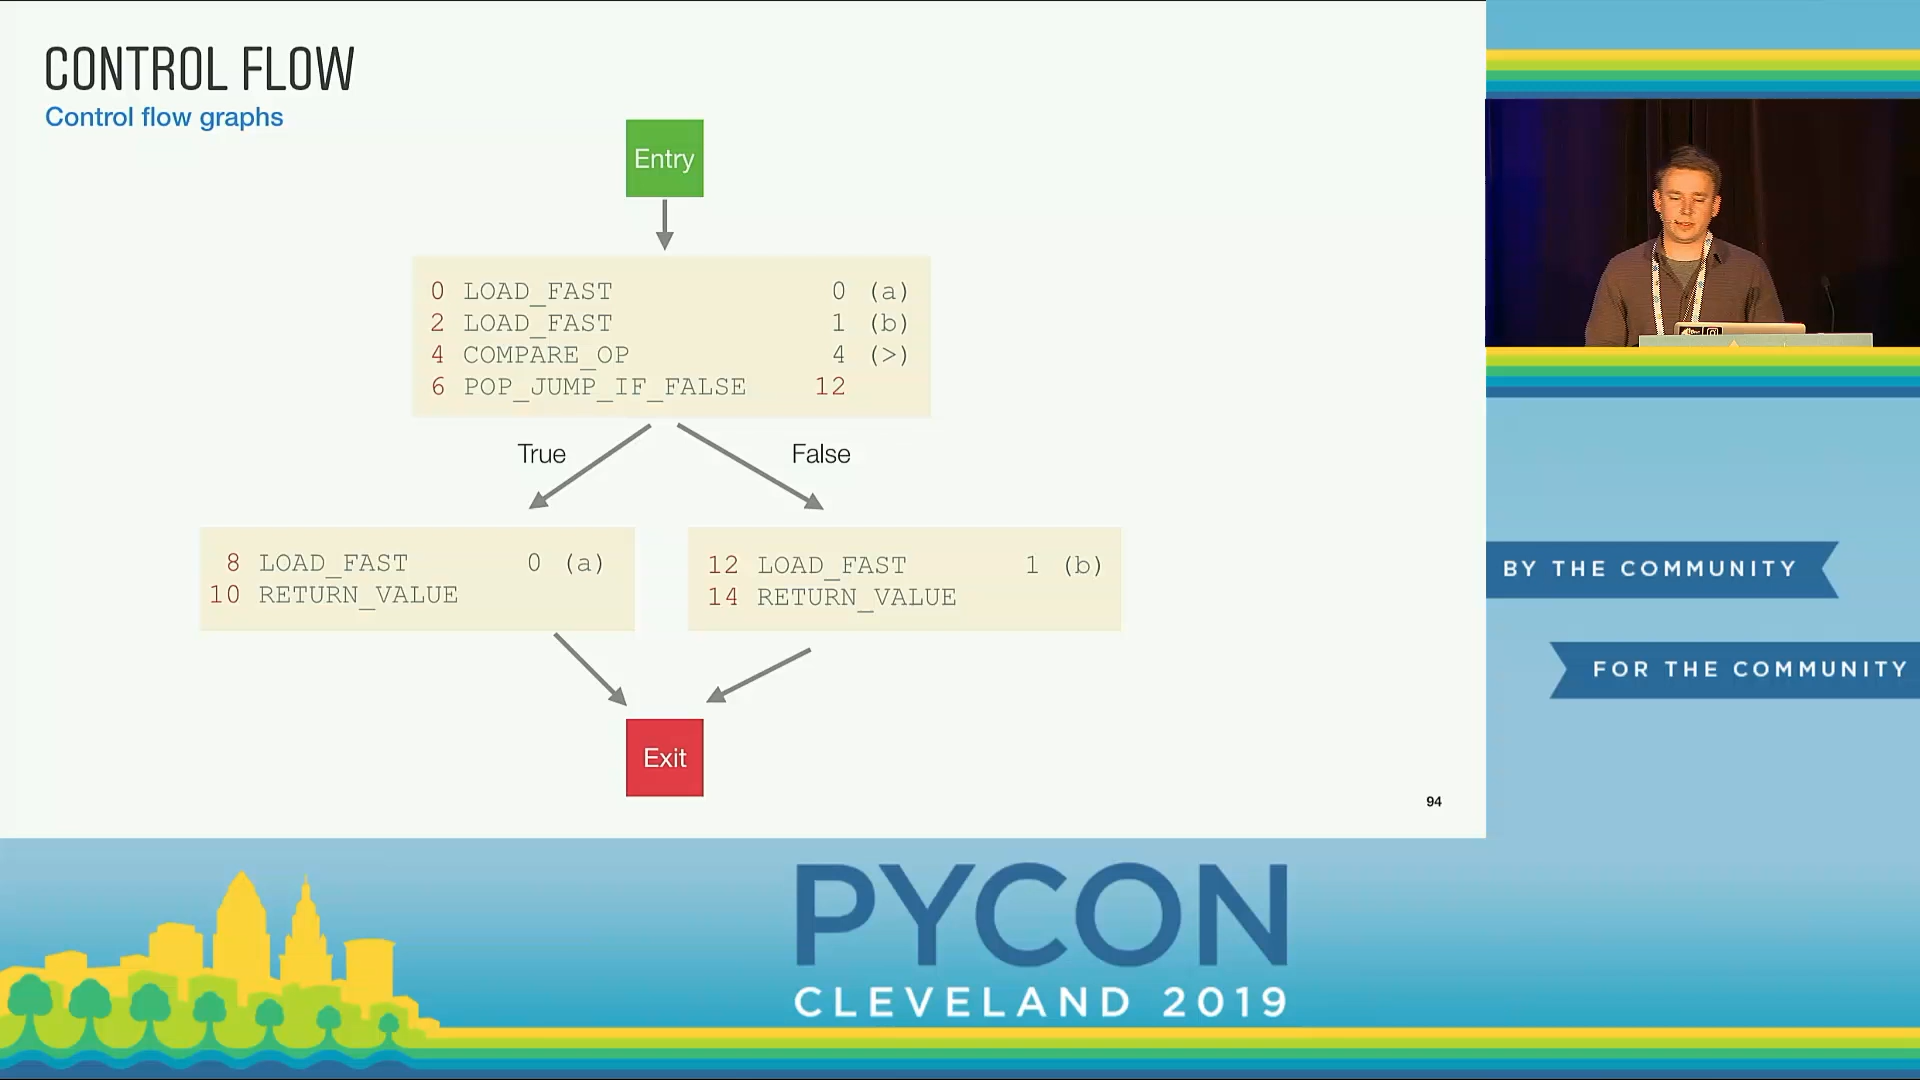 CONTROL FLOW
Control flow graphs
Entry
0 LOAD_FAST 0 (a)
2 LOAD_FAST 1 (b)
4 COMPARE_OP 4 (>)
6 POP_JUMP_IF_FALSE 12
True
False
8 LOAD_FAST 0 (a)
10 RETURN_VALUE
12 LOAD_FAST 1 (b)
14 RETURN_VALUE
Exit
94
BY THE COMMUNITY
FOR THE COMMUNITY
PYCON
CLEVELAND 2019